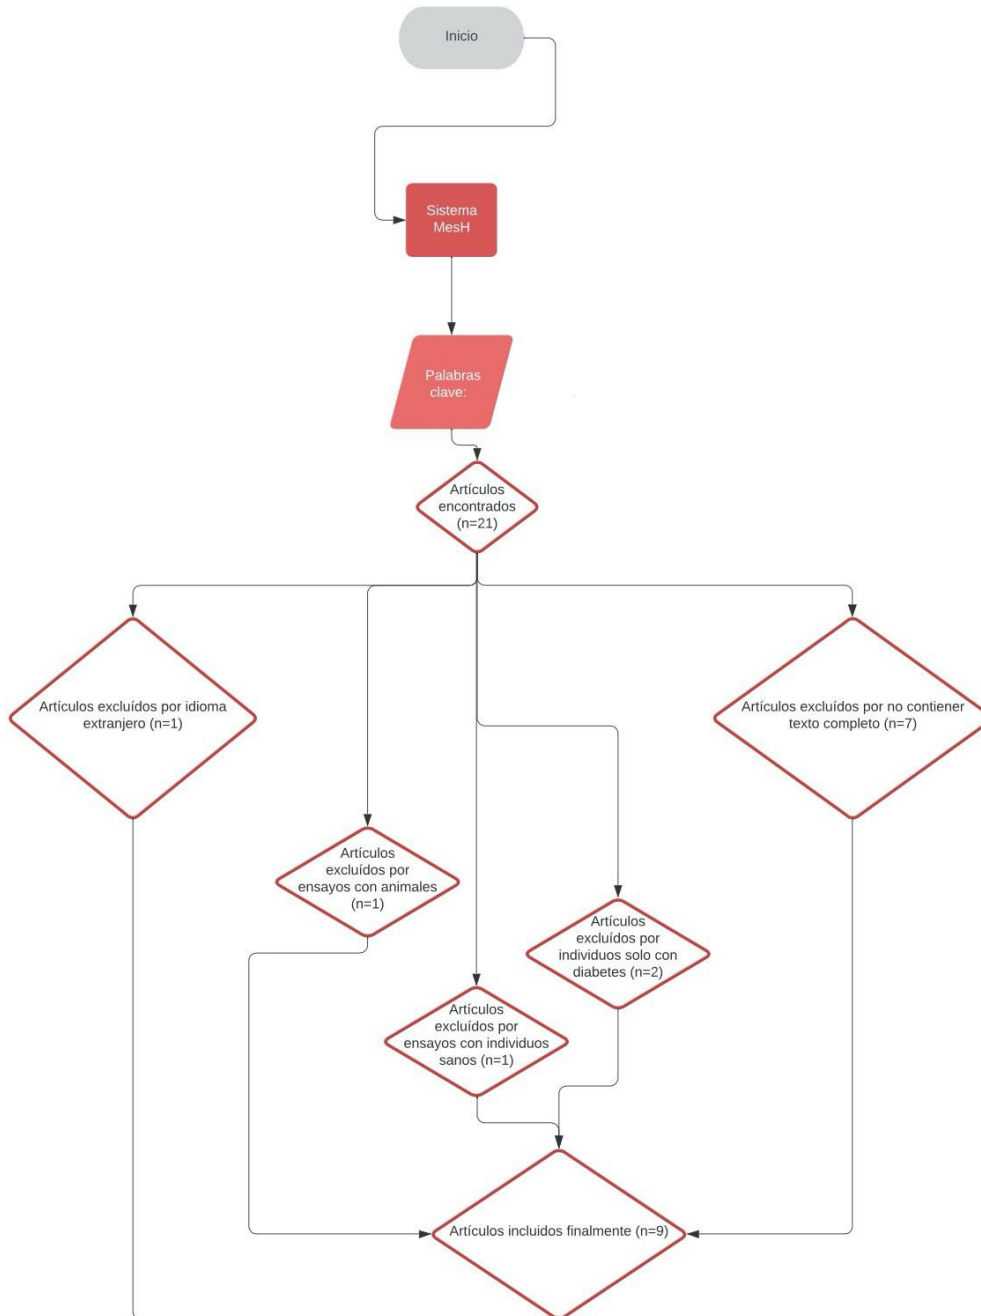 Inicio
Sistema
MesH
Palabras
clave:
Artículos
encontrados
(n=21)
Artículos excluídos por idioma
extranjero (n=1)
Artículos excluídos por no contiener
texto completo (n=7)
Artículos
excluídos por
ensayos con animales
(n=1)
Artículos
excluídos por
individuos solo con
diabetes (n=2)
Artículos
excluídos por
ensayos con individuos
sanos (n=1)
Artículos incluidos finalmente (n=9)